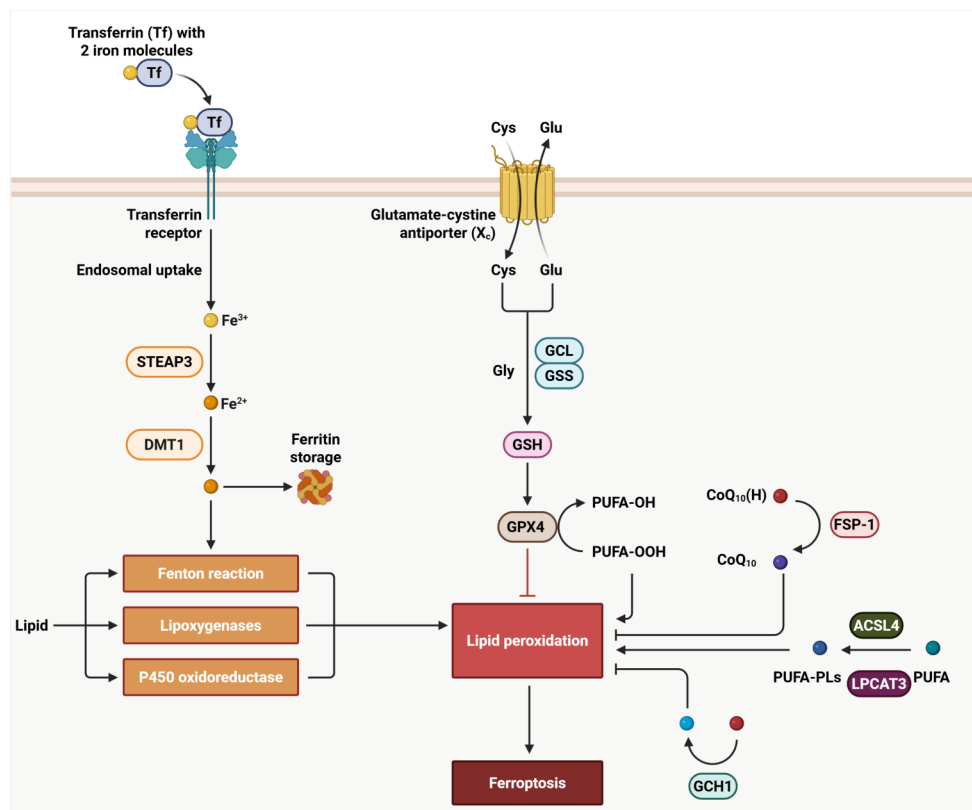 Transferrin (Tf) with
2 iron molecules
Tf
Tf
Cys
Glu
Transferrin
receptor
Glutamate-cystine
antiporter (X꜀)
Endosomal uptake
Cys
Glu
Fe³⁺
STEAP3
GCL
Gly
GSS
Fe²⁺
DMT1
Ferritin
storage
GSH
PUFA-OH
CoQ₁₀(H)
GPX4
FSP-1
PUFA-OOH
CoQ₁₀
Fenton reaction
Lipid
Lipoxygenases
Lipid peroxidation
ACSL4
P450 oxidoreductase
PUFA-PLs
LPCAT3
PUFA
Ferroptosis
GCH1